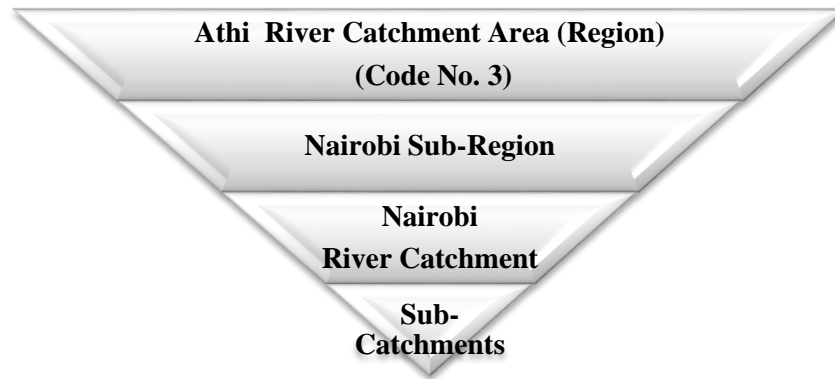 Athi River Catchment Area (Region)
(Code No. 3)
Nairobi Sub-Region
Nairobi
River Catchment
Sub-
Catchments